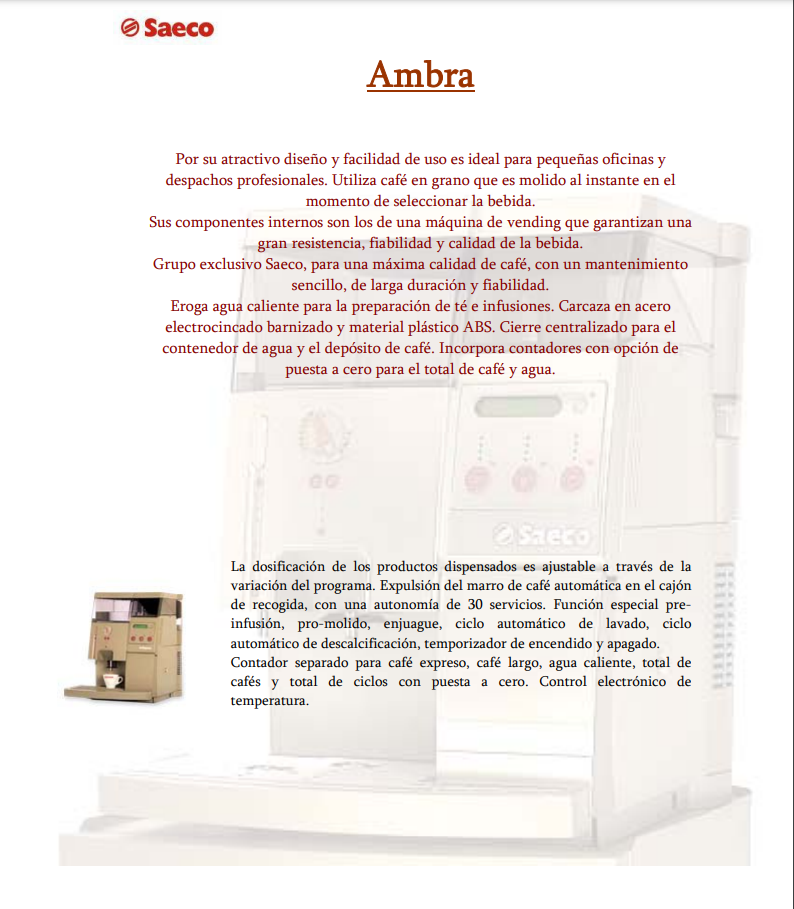 Saeco
Ambra
Por su atractivo diseño y facilidad de uso es ideal para pequeñas oficinas y
despachos profesionales. Utiliza café en grano que es molido al instante en el
momento de seleccionar la bebida.
Sus componentes internos son los de una máquina de vending que garantizan una
gran resistencia, fiabilidad y calidad de la bebida.
Grupo exclusivo Saeco, para una máxima calidad de café, con un mantenimiento
sencillo, de larga duración y fiabilidad.
Eroga agua caliente para la preparación de té e infusiones. Carcaza en acero
electrocincado barnizado y material plástico ABS. Cierre centralizado para el
contenedor de agua y el depósito de café. Incorpora contadores con opción de
puesta a cero para el total de café y agua.
Saeco
La dosificación de los productos dispensados es ajustable a través de la
variación del programa. Expulsión del marro de café automática en el cajón
de recogida, con una autonomía de 30 servicios. Función especial pre-
infusión, pro-molido, enjuague, ciclo automático de lavado, ciclo
automático de descalcificación, temporizador de encendido y apagado.
Contador separado para café expreso, café largo, agua caliente, total de
cafés y total de ciclos con puesta a cero. Control electrónico de
temperatura.